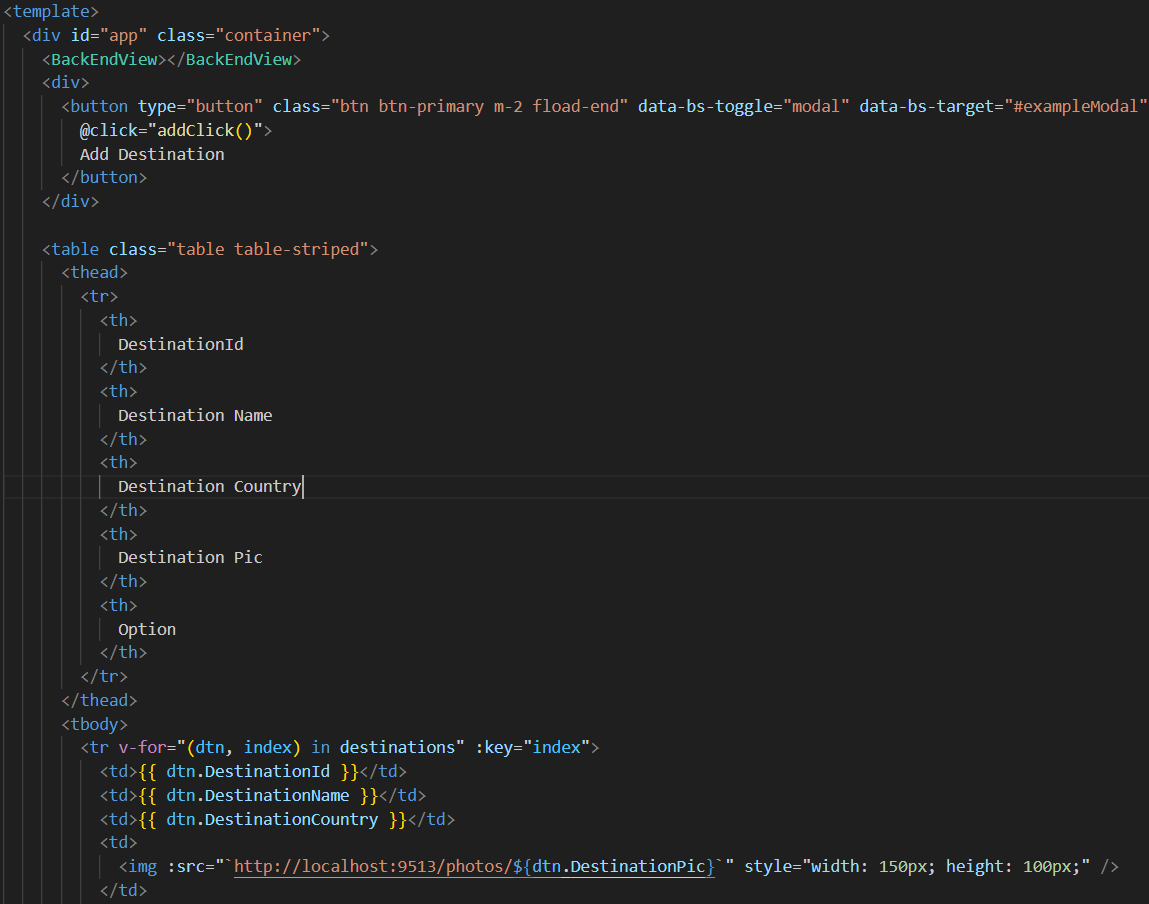 <template>
<div id="app" class="container">
<BackEndView></BackEndView>
<div>
<button type="button" class="btn btn-primary m-2 fload-end" data-bs-toggle="modal" data-bs-target="#exampleModal"
@click="addClick()">
Add Destination
</button>
</div>
<table class="table table-striped">
<thead>
<tr>
<th>
DestinationId
</th>
<th>
Destination Name
</th>
<th>
Destination Country
</th>
<th>
Destination Pic
</th>
<th>
Option
</th>
</tr>
</thead>
<tbody>
<tr v-for="(dtn, index) in destinations" :key="index">
<td>{{ dtn.DestinationId }}</td>
<td>{{ dtn.DestinationName }}</td>
<td>{{ dtn.DestinationCountry }}</td>
<td>
<img :src="`http://localhost:9513/photos/${dtn.DestinationPic}`" style="width: 150px; height: 100px;" />
</td>